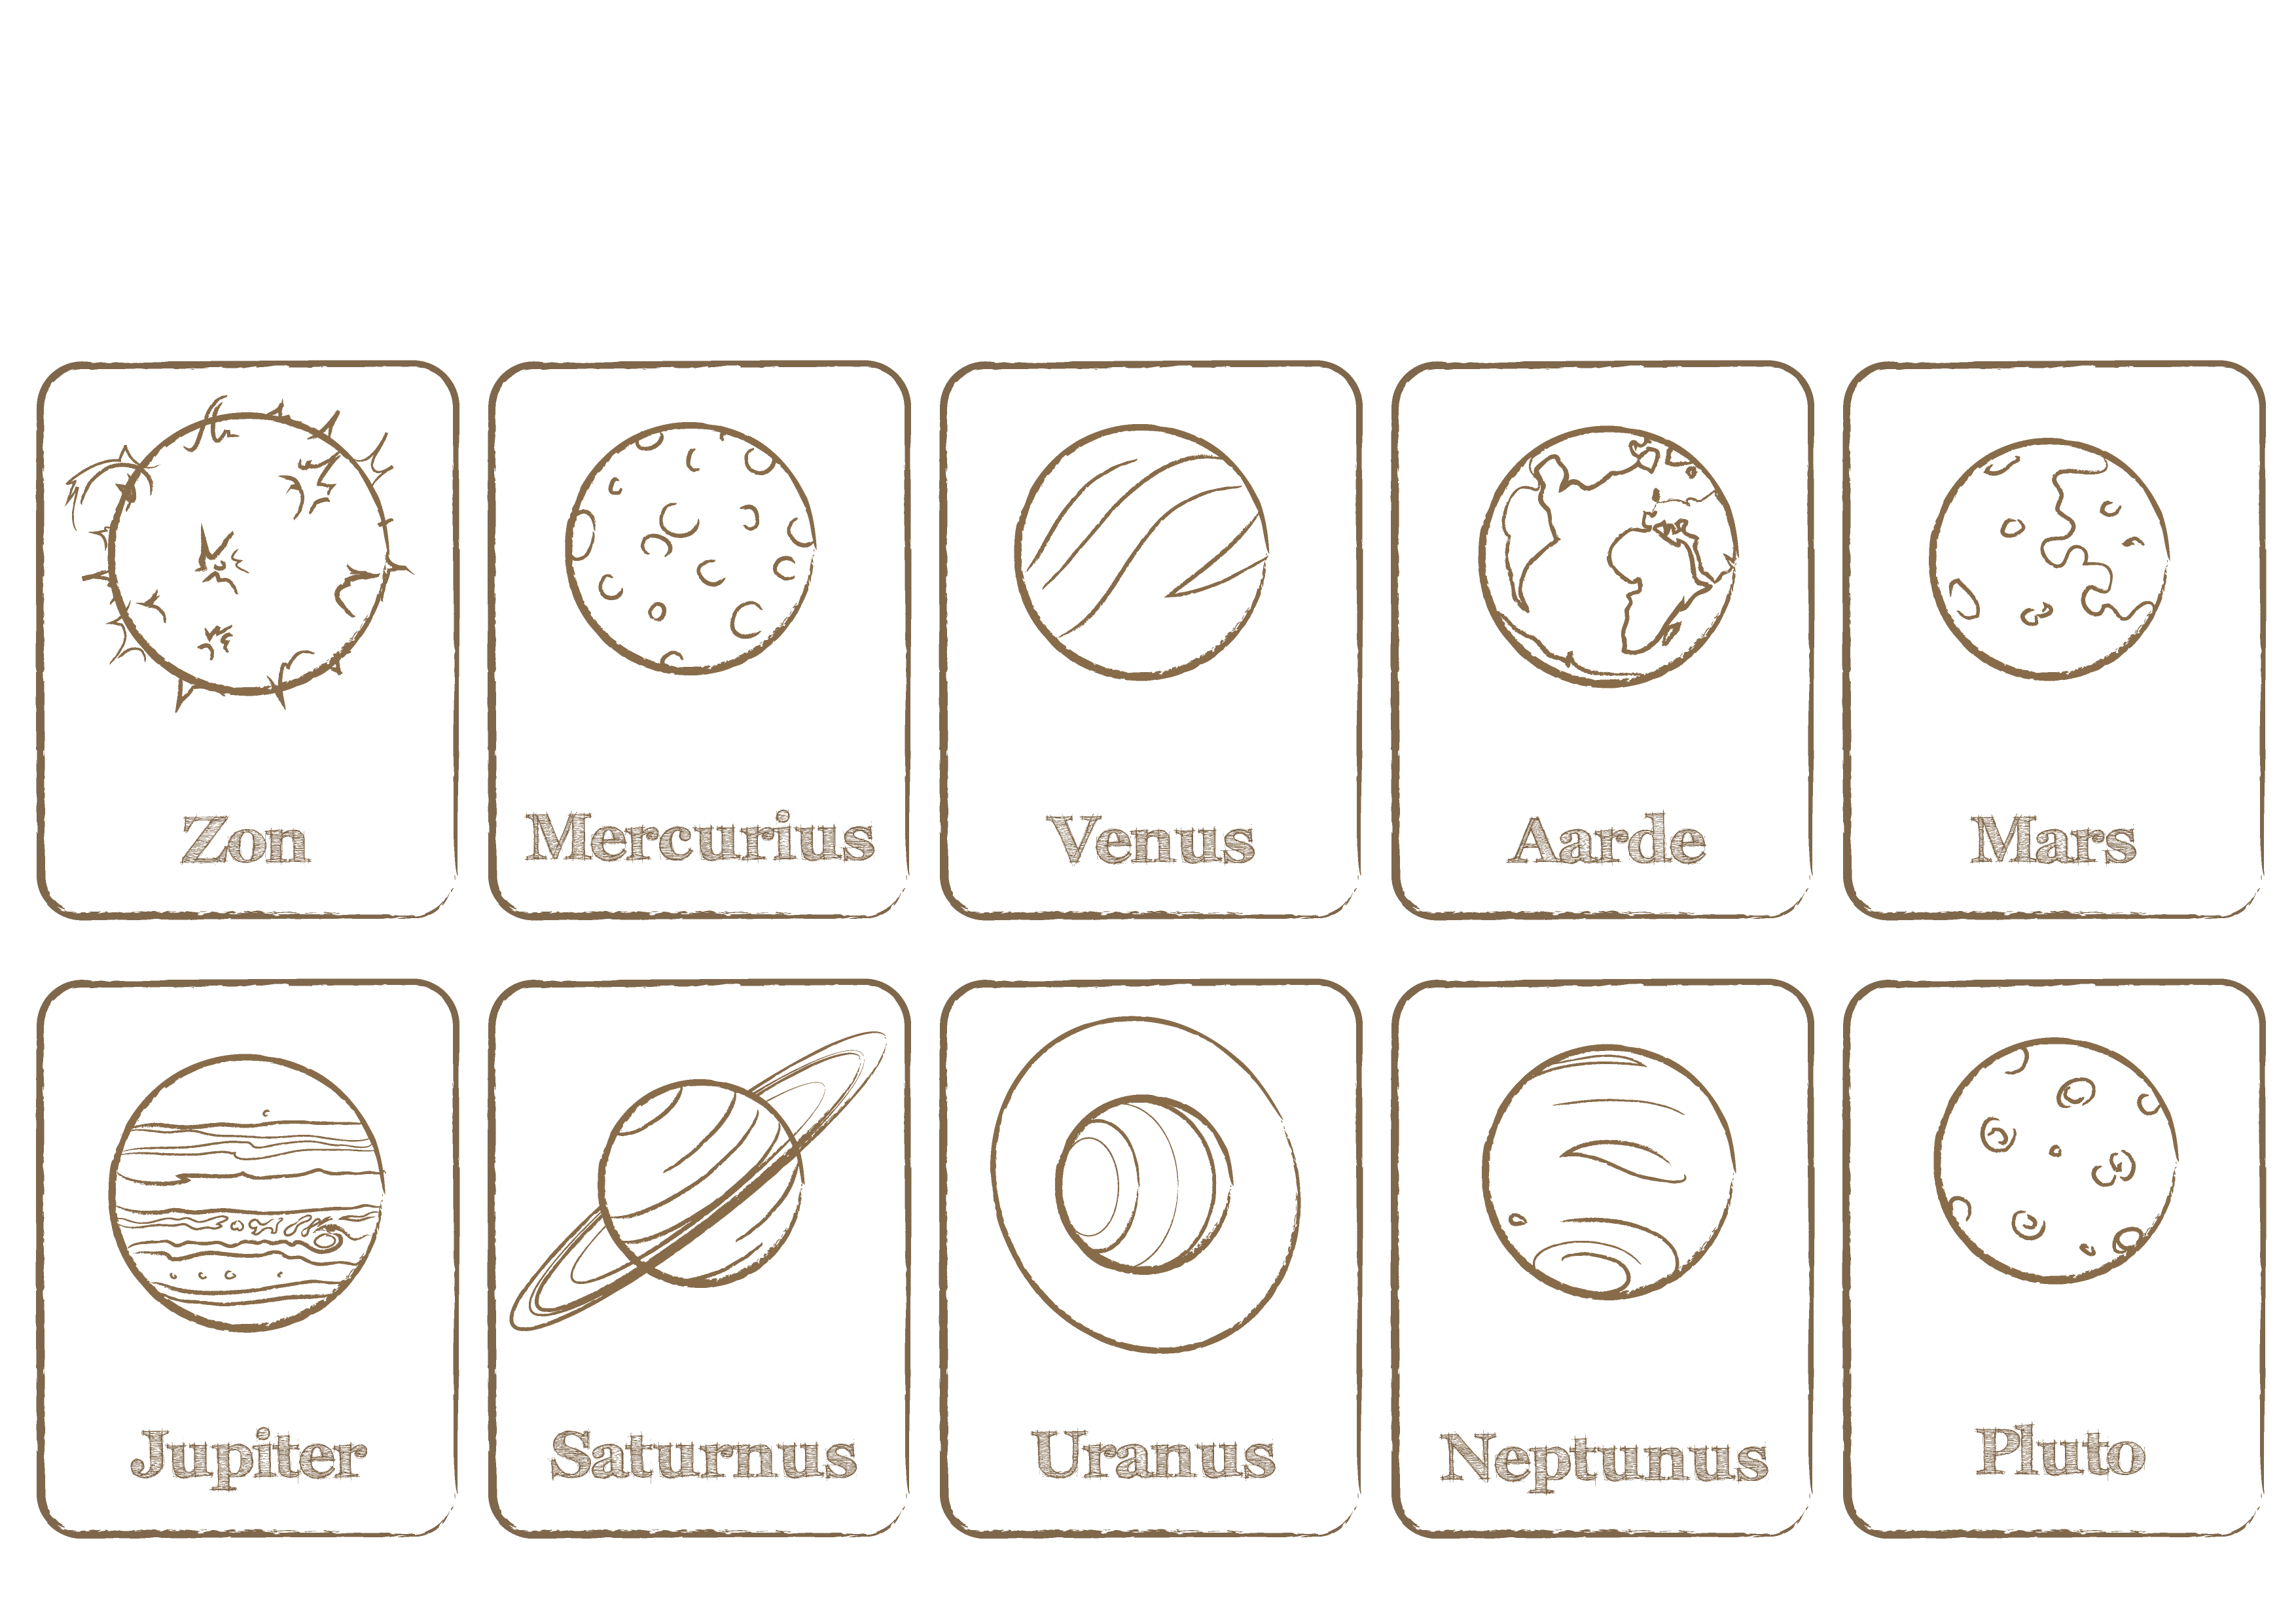 Zon
Mercurius
Venus
Aarde
Mars
Jupiter
Saturnus
Uranus
Neptunus
Pluto